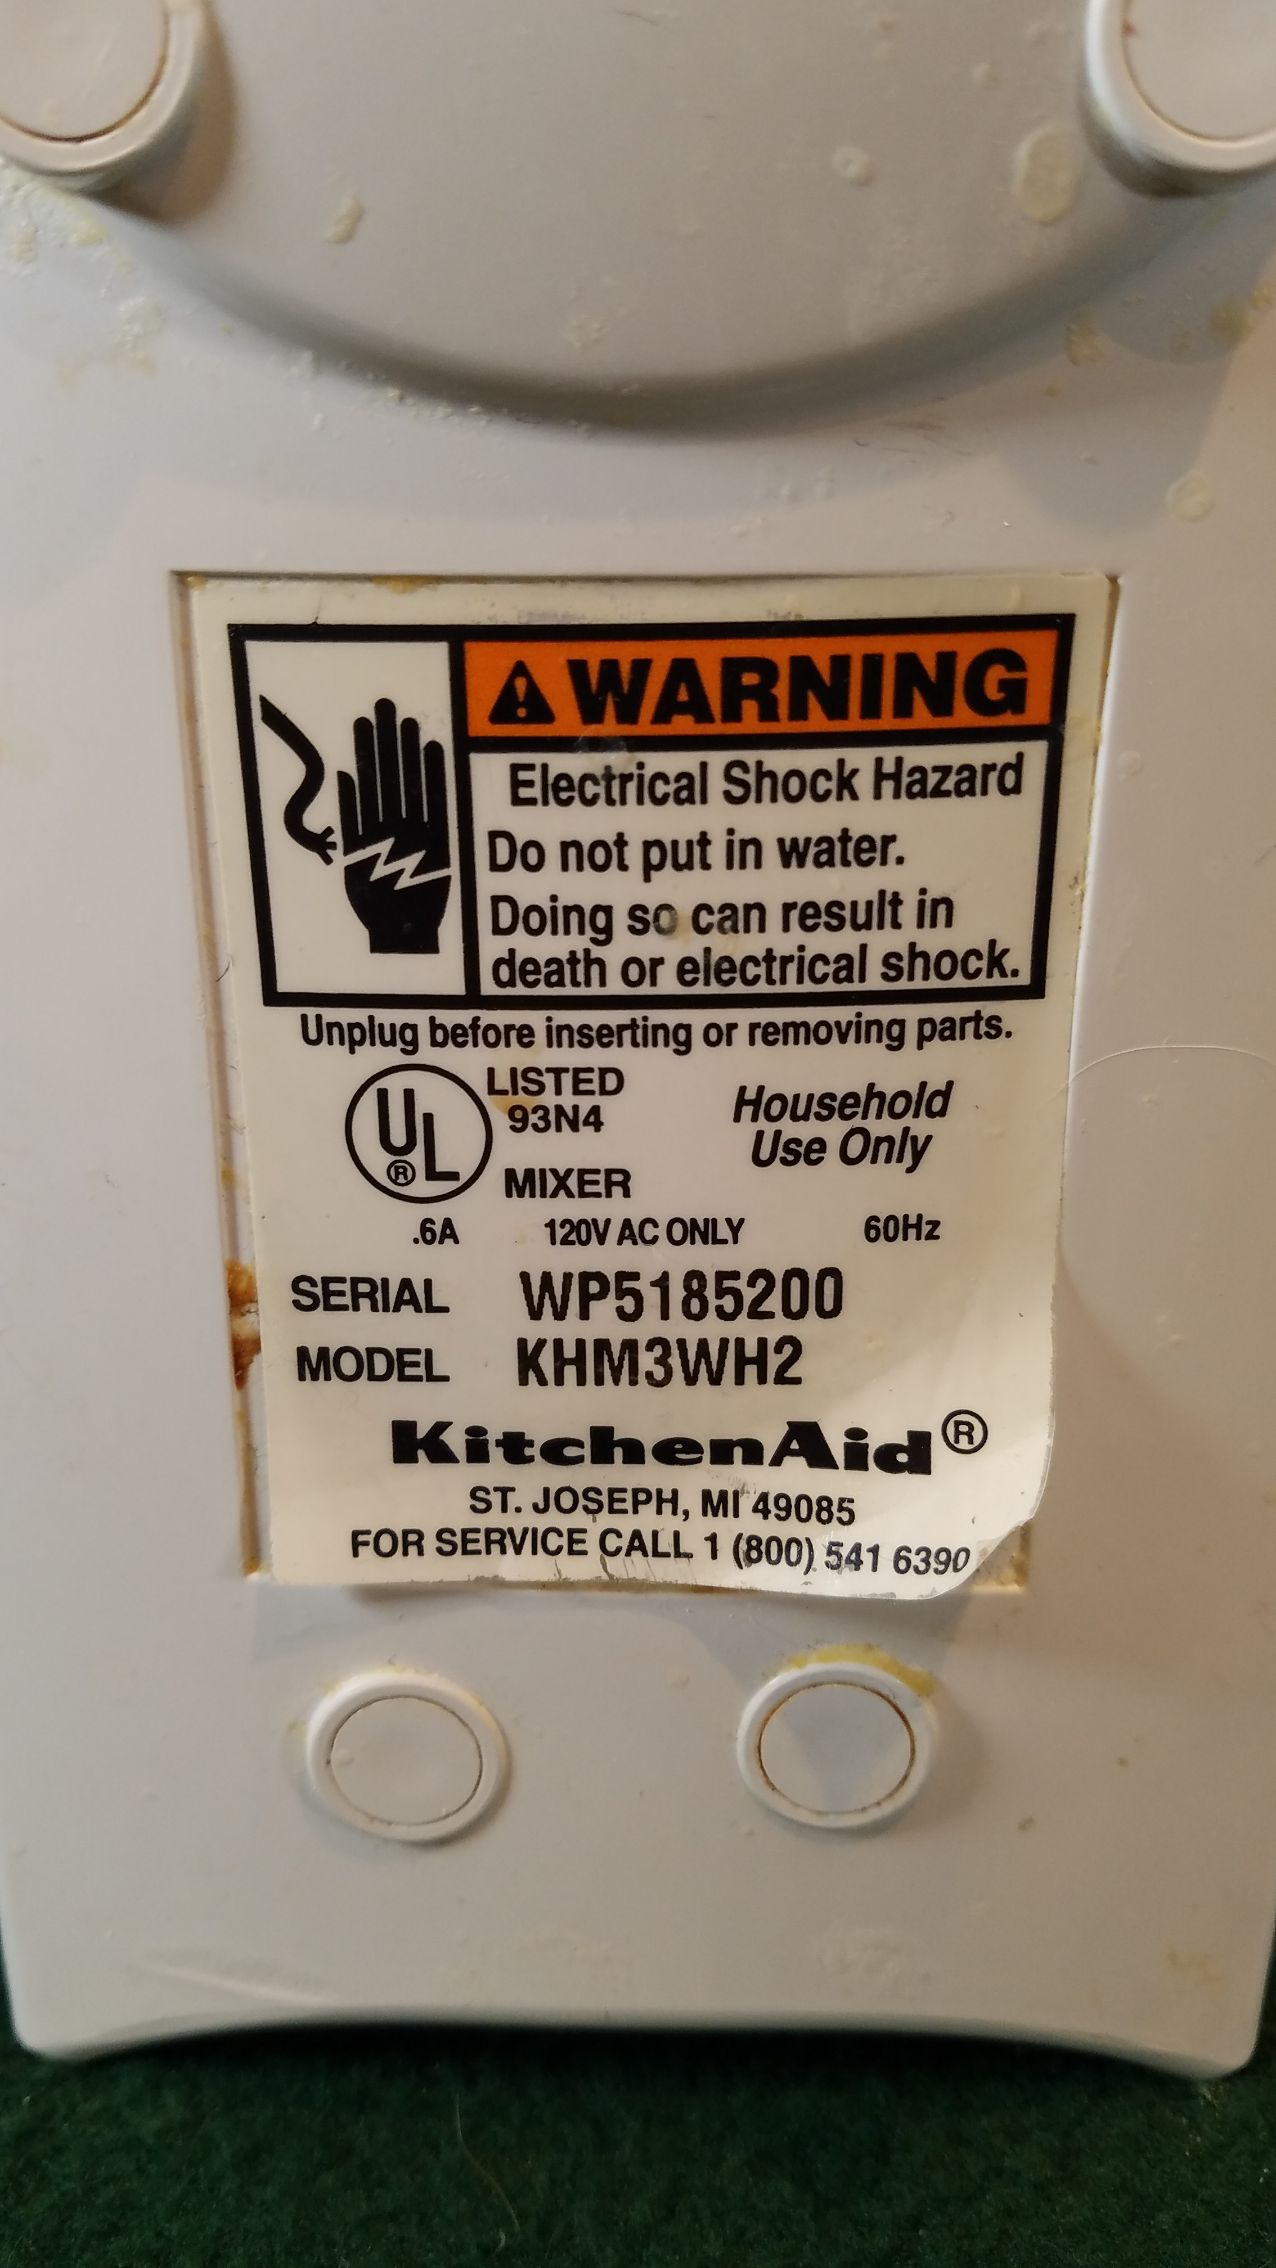 WARNING
Electrical Shock Hazard
Do not put in water.
Doing so can result in
death or electrical shock.
Unplug before inserting or removing parts.
UL®
LISTED
93N4
MIXER
Household
Use Only
.6A 120V AC ONLY 60Hz
SERIAL WP5185200
MODEL KHM3WH2
KitchenAid®
ST. JOSEPH, MI 49085
FOR SERVICE CALL 1 (800) 541 6390